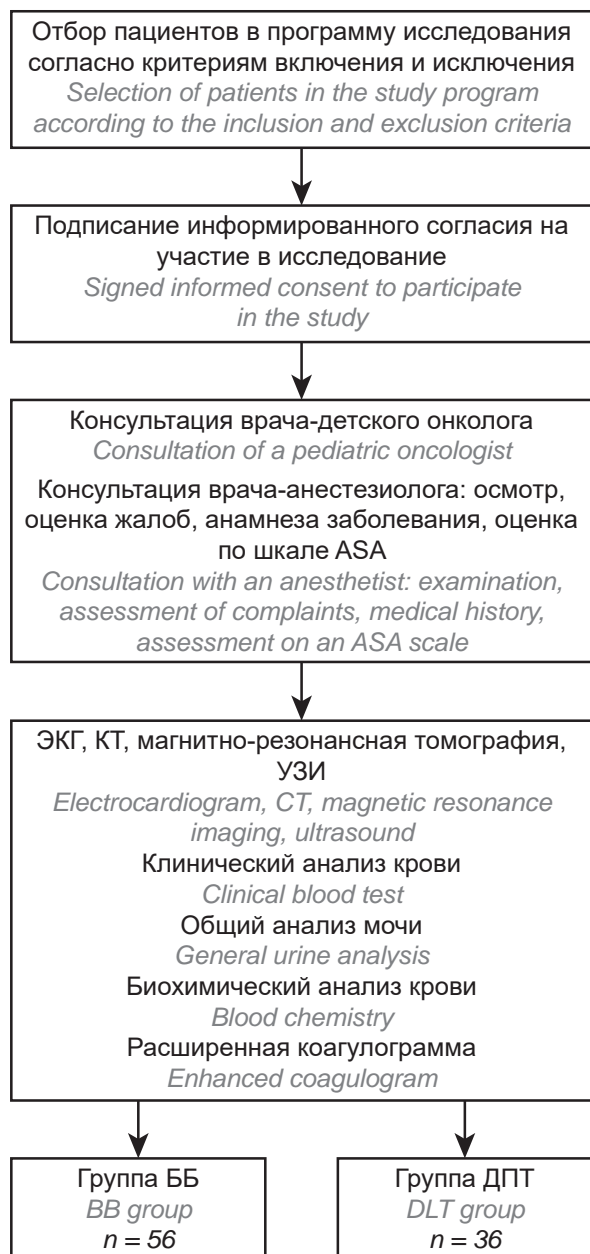 Отбор пациентов в программу исследования
согласно критериям включения и исключения
Selection of patients in the study program
according to the inclusion and exclusion criteria
Подписание информированного согласия на
участие в исследование
Signed informed consent to participate
in the study
Консультация врача-детского онколога
Consultation of a pediatric oncologist
Консультация врача-анестезиолога: осмотр,
оценка жалоб, анамнеза заболевания, оценка
по шкале ASA
Consultation with an anesthetist: examination,
assessment of complaints, medical history,
assessment on an ASA scale
ЭКГ, КТ, магнитно-резонансная томография,
УЗИ
Electrocardiogram, CT, magnetic resonance
imaging, ultrasound
Клинический анализ крови
Clinical blood test
Общий анализ мочи
General urine analysis
Биохимический анализ крови
Blood chemistry
Расширенная коагулограмма
Enhanced coagulogram
Группа ББ
BB group
n = 56
Группа ДПТ
DLT group
n = 36